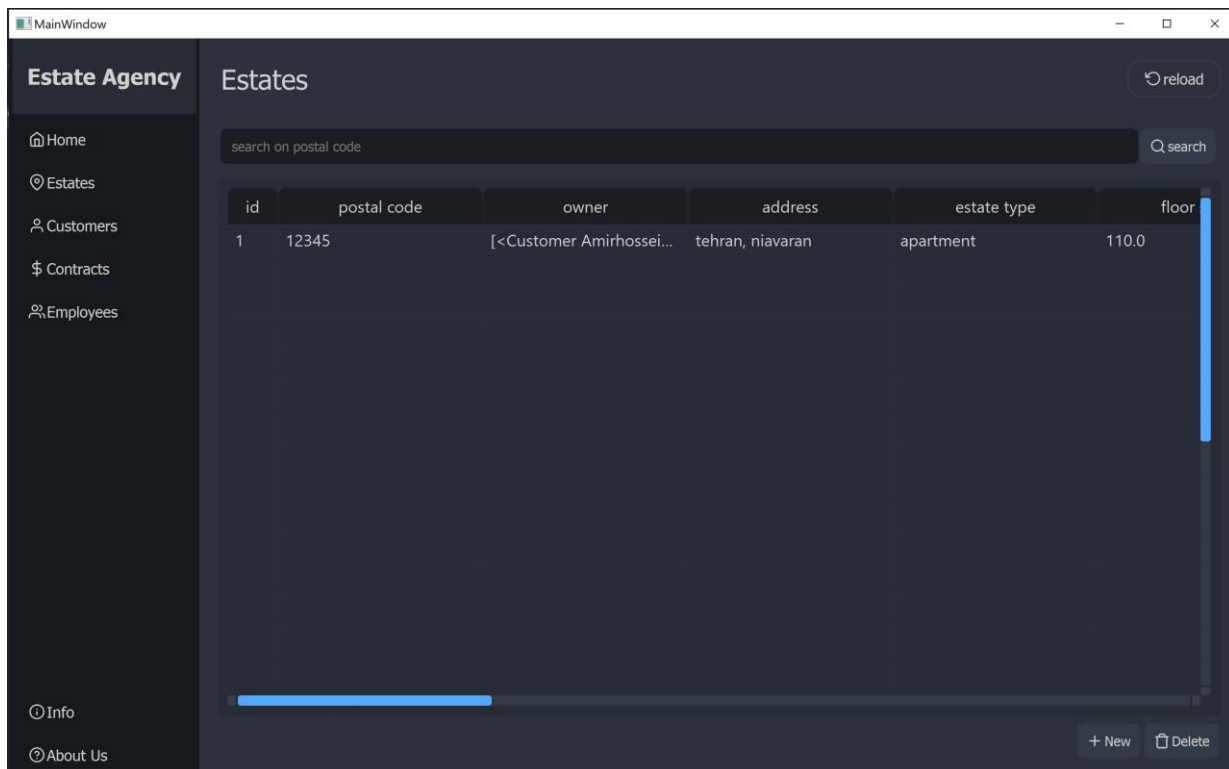 MainWindow
Estate Agency
Home
Estates
Customers
Contracts
Employees
Info
About Us
Estates
reload
search on postal code
search
id postal code owner address estate type floor
1 12345 [<Customer Amirhossei... tehran, niavaran apartment 110.0
+ New Delete